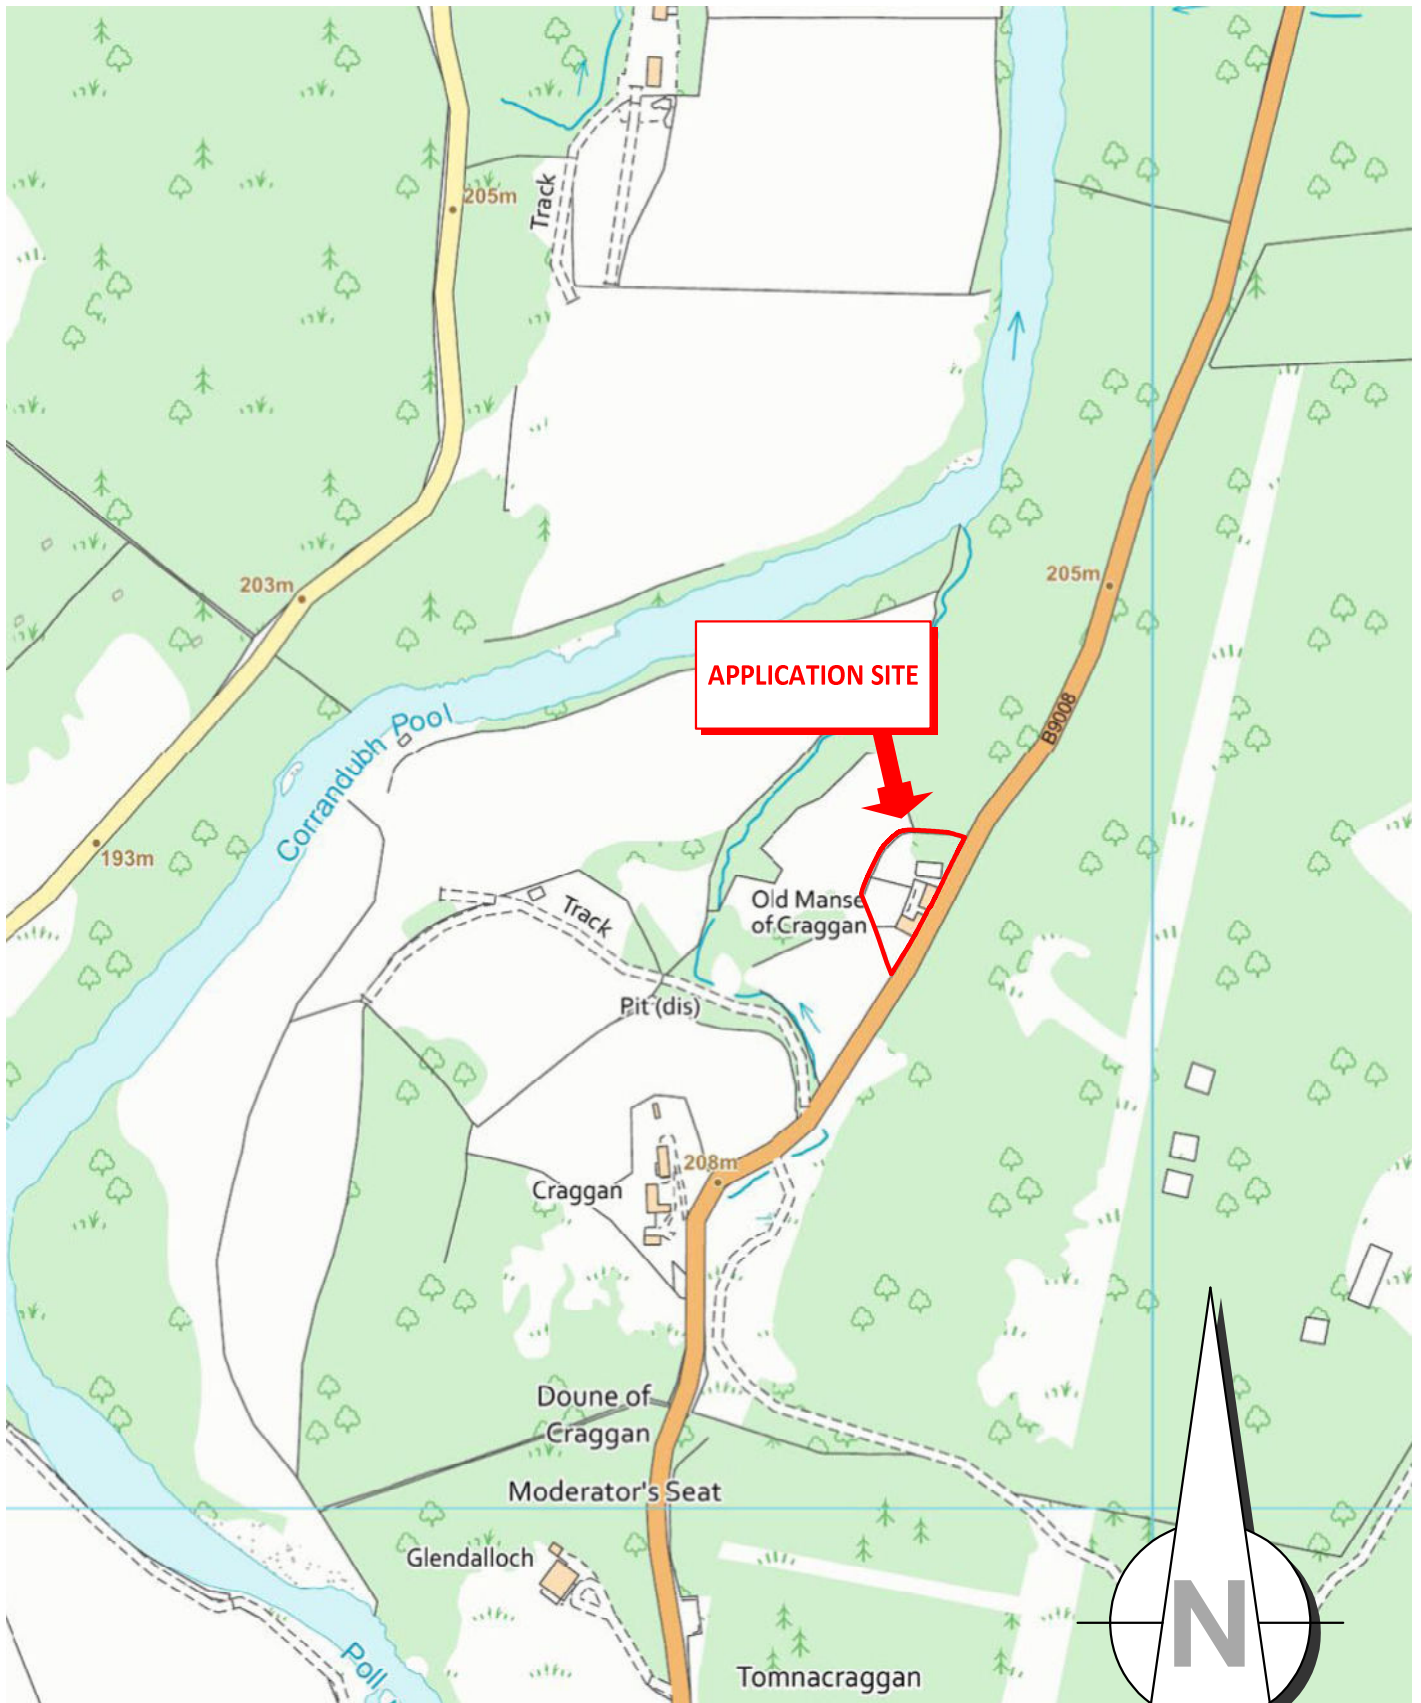 Track
205m
203m
205m
APPLICATION SITE
B9008
Corrandubh Pool
193m
Old Manse
of Craggan
Track
Pit (dis)
208m
Craggan
Doune of
Craggan
Moderator's Seat
Glendalloch
N
Poll
Tomnacraggan